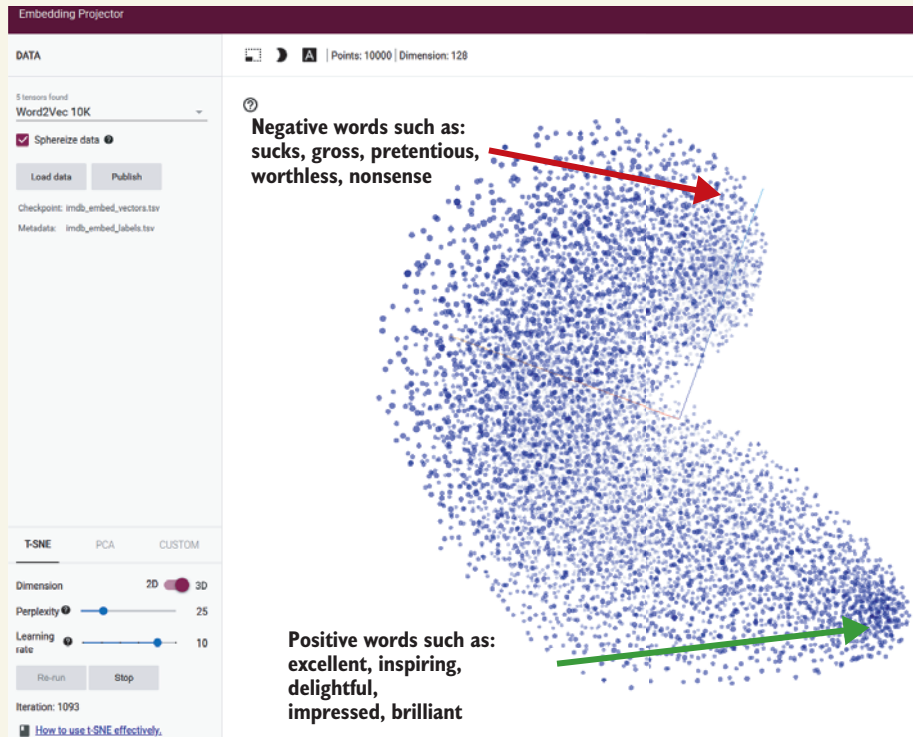 Embedding Projector
DATA
A | Points: 10000 | Dimension: 128
5 tensors found
Word2Vec 10K
Sphereize data
Load data Publish
Checkpoint: imdb_embed_vectors.tsv
Metadata: imdb_embed_labels.tsv
Negative words such as:
sucks, gross, pretentious,
worthless, nonsense
T-SNE PCA CUSTOM
Dimension 2D 3D
Perplexity 25
Learning
rate 10
Re-run Stop
Iteration: 1093
How to use t-SNE effectively.
Positive words such as:
excellent, inspiring,
delightful,
impressed, brilliant